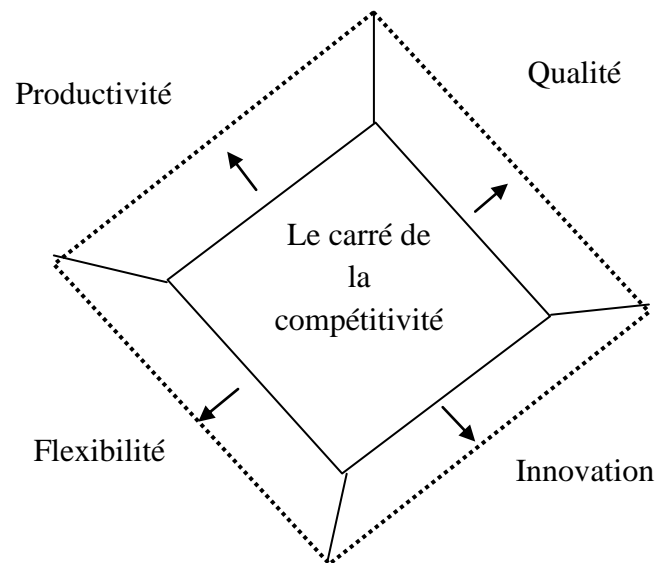 Qualité
Productivité
Le carré de
la
compétitivité
Flexibilité
Innovation